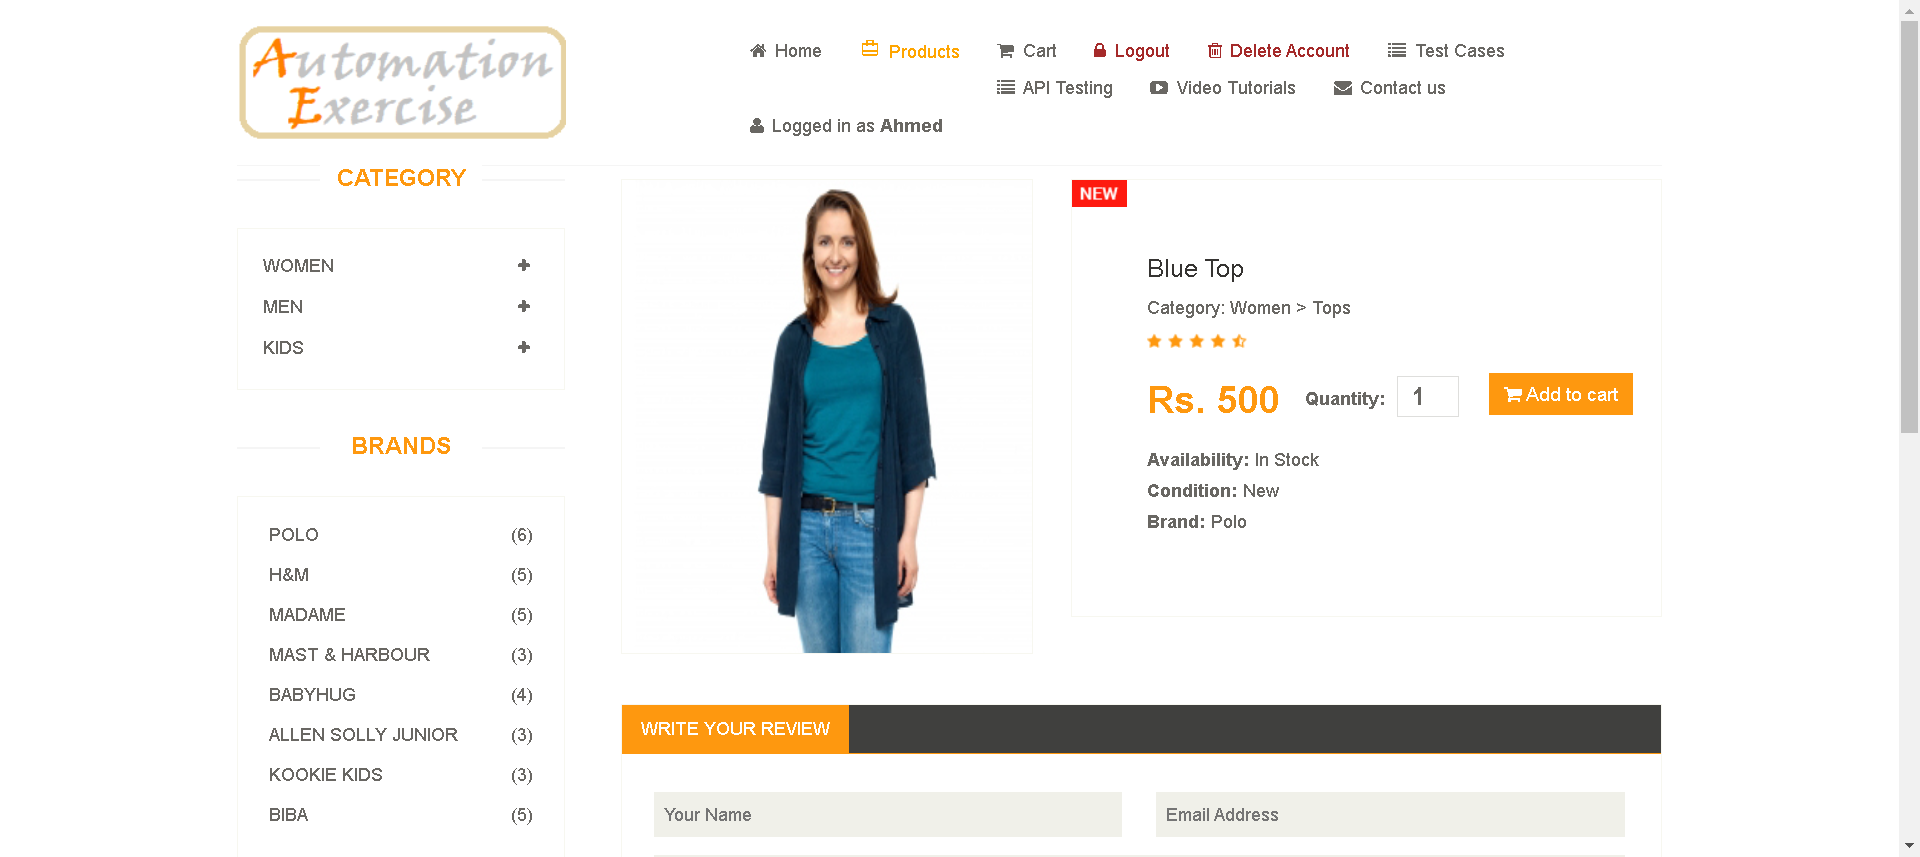 Automation
Exercise
Home
Products
Cart
Logout
Delete Account
Test Cases
API Testing
Video Tutorials
Contact us
Logged in as Ahmed
CATEGORY
WOMEN
MEN
KIDS
BRANDS
POLO (6)
H&M (5)
MADAME (5)
MAST & HARBOUR (3)
BABYHUG (4)
ALLEN SOLLY JUNIOR (3)
KOOKIE KIDS (3)
BIBA (5)
NEW
Blue Top
Category: Women > Tops
Rs. 500 Quantity: 1 Add to cart
Availability: In Stock
Condition: New
Brand: Polo
WRITE YOUR REVIEW
Your Name
Email Address